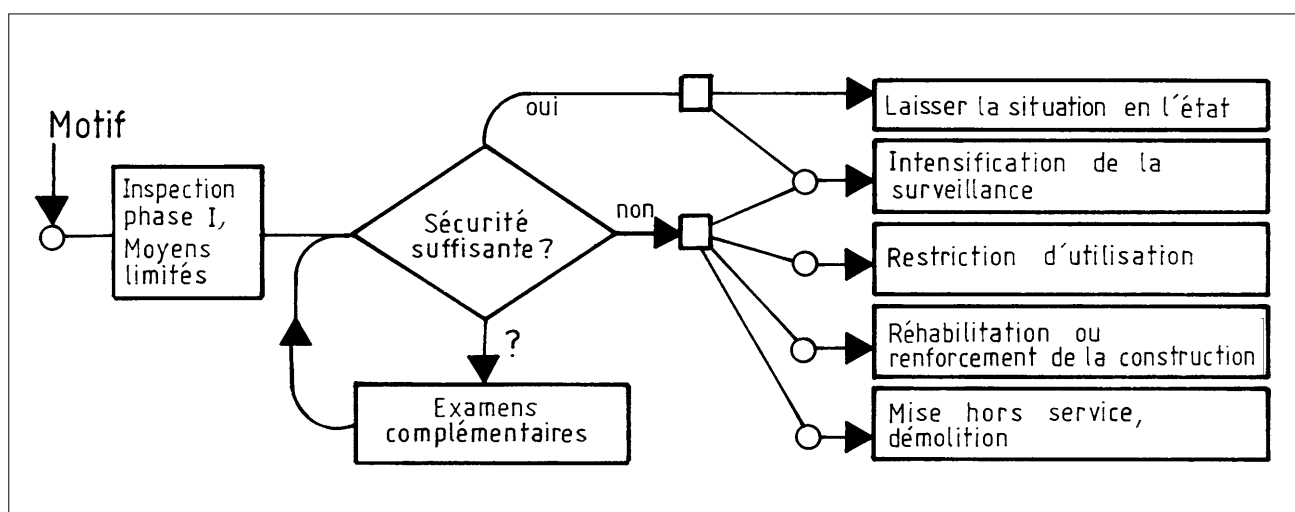 Motif
Inspection
phase I,
Moyens
limités
Sécurité
suffisante ?
oui
non
?
Examens
complémentaires
Laisser la situation en l´état
Intensification de la
surveillance
Restriction d´utilisation
Réhabilitation ou
renforcement de la construction
Mise hors service,
démolition